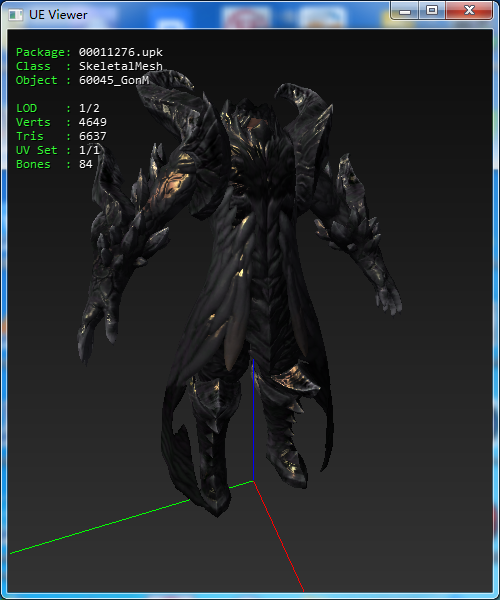 UE Viewer
Package: 00011276.upk
Class : SkeletalMesh
Object : 60045_GonM
LOD : 1/2
Verts : 4649
Tris : 6637
UV Set : 1/1
Bones : 84